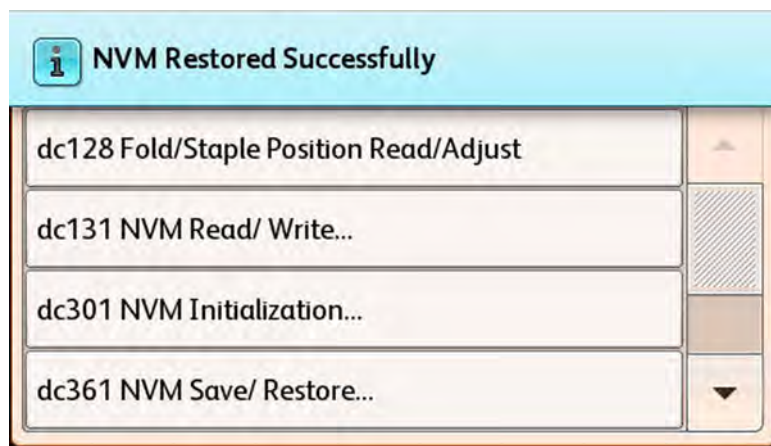 NVM Restored Successfully
dc128 Fold/Staple Position Read/Adjust
dc131 NVM Read/ Write...
dc301 NVM Initialization...
dc361 NVM Save/ Restore...